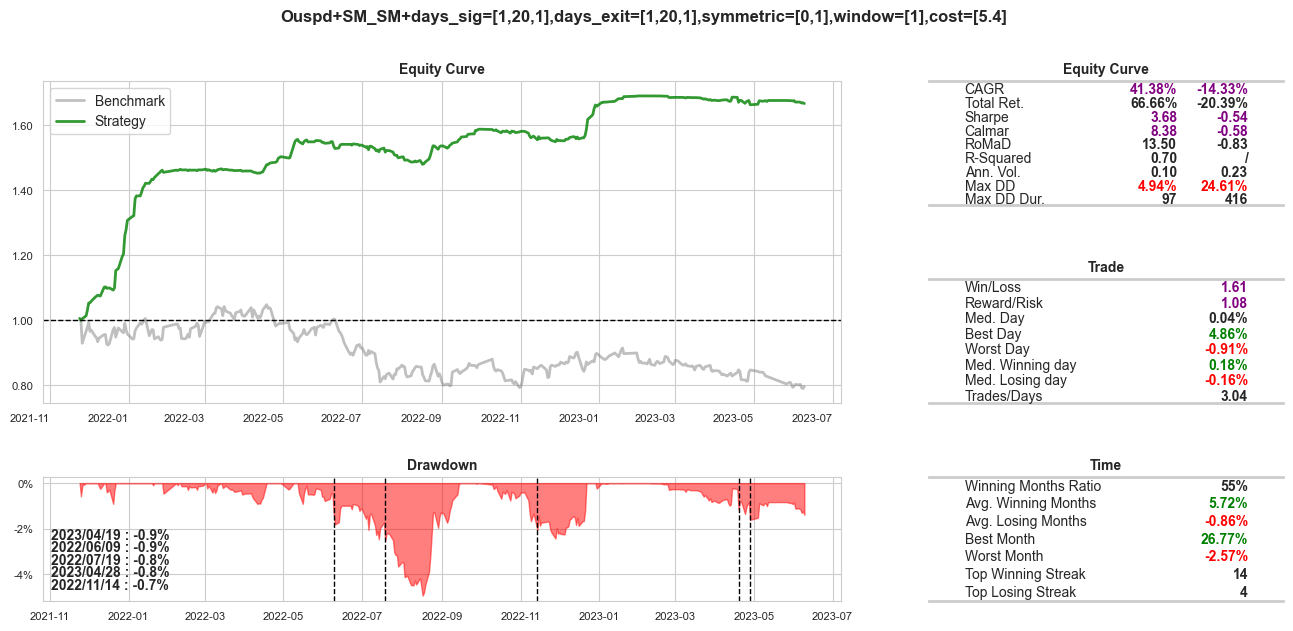 Ouspd+SM_SM+days_sig=[1,20,1],days_exit=[1,20,1],symmetric=[0,1],window=[1],cost=[5.4]
Equity Curve
Benchmark
Strategy
1.60
1.40
1.20
1.00
0.80
2021-11 2022-01 2022-03 2022-05 2022-07 2022-09 2022-11 2023-01 2023-03 2023-05 2023-07
Equity Curve
CAGR 41.38% -14.33%
Total Ret. 66.66% -20.39%
Sharpe 3.68 -0.54
Calmar 8.38 -0.58
RoMaD 13.50 -0.83
R-Squared 0.70 /
Ann. Vol. 0.10 0.23
Max DD 4.94% 24.61%
Max DD Dur. 97 416
Trade
Win/Loss 1.61
Reward/Risk 1.08
Med. Day 0.04%
Best Day 4.86%
Worst Day -0.91%
Med. Winning day 0.18%
Med. Losing day -0.16%
Trades/Days 3.04
Drawdown
0%
-2%
-4%
2023/04/19 : -0.9%
2022/06/09 : -0.9%
2022/07/19 : -0.8%
2023/04/28 : -0.8%
2022/11/14 : -0.7%
2021-11 2022-01 2022-03 2022-05 2022-07 2022-09 2022-11 2023-01 2023-03 2023-05 2023-07
Time
Winning Months Ratio 55%
Avg. Winning Months 5.72%
Avg. Losing Months -0.86%
Best Month 26.77%
Worst Month -2.57%
Top Winning Streak 14
Top Losing Streak 4